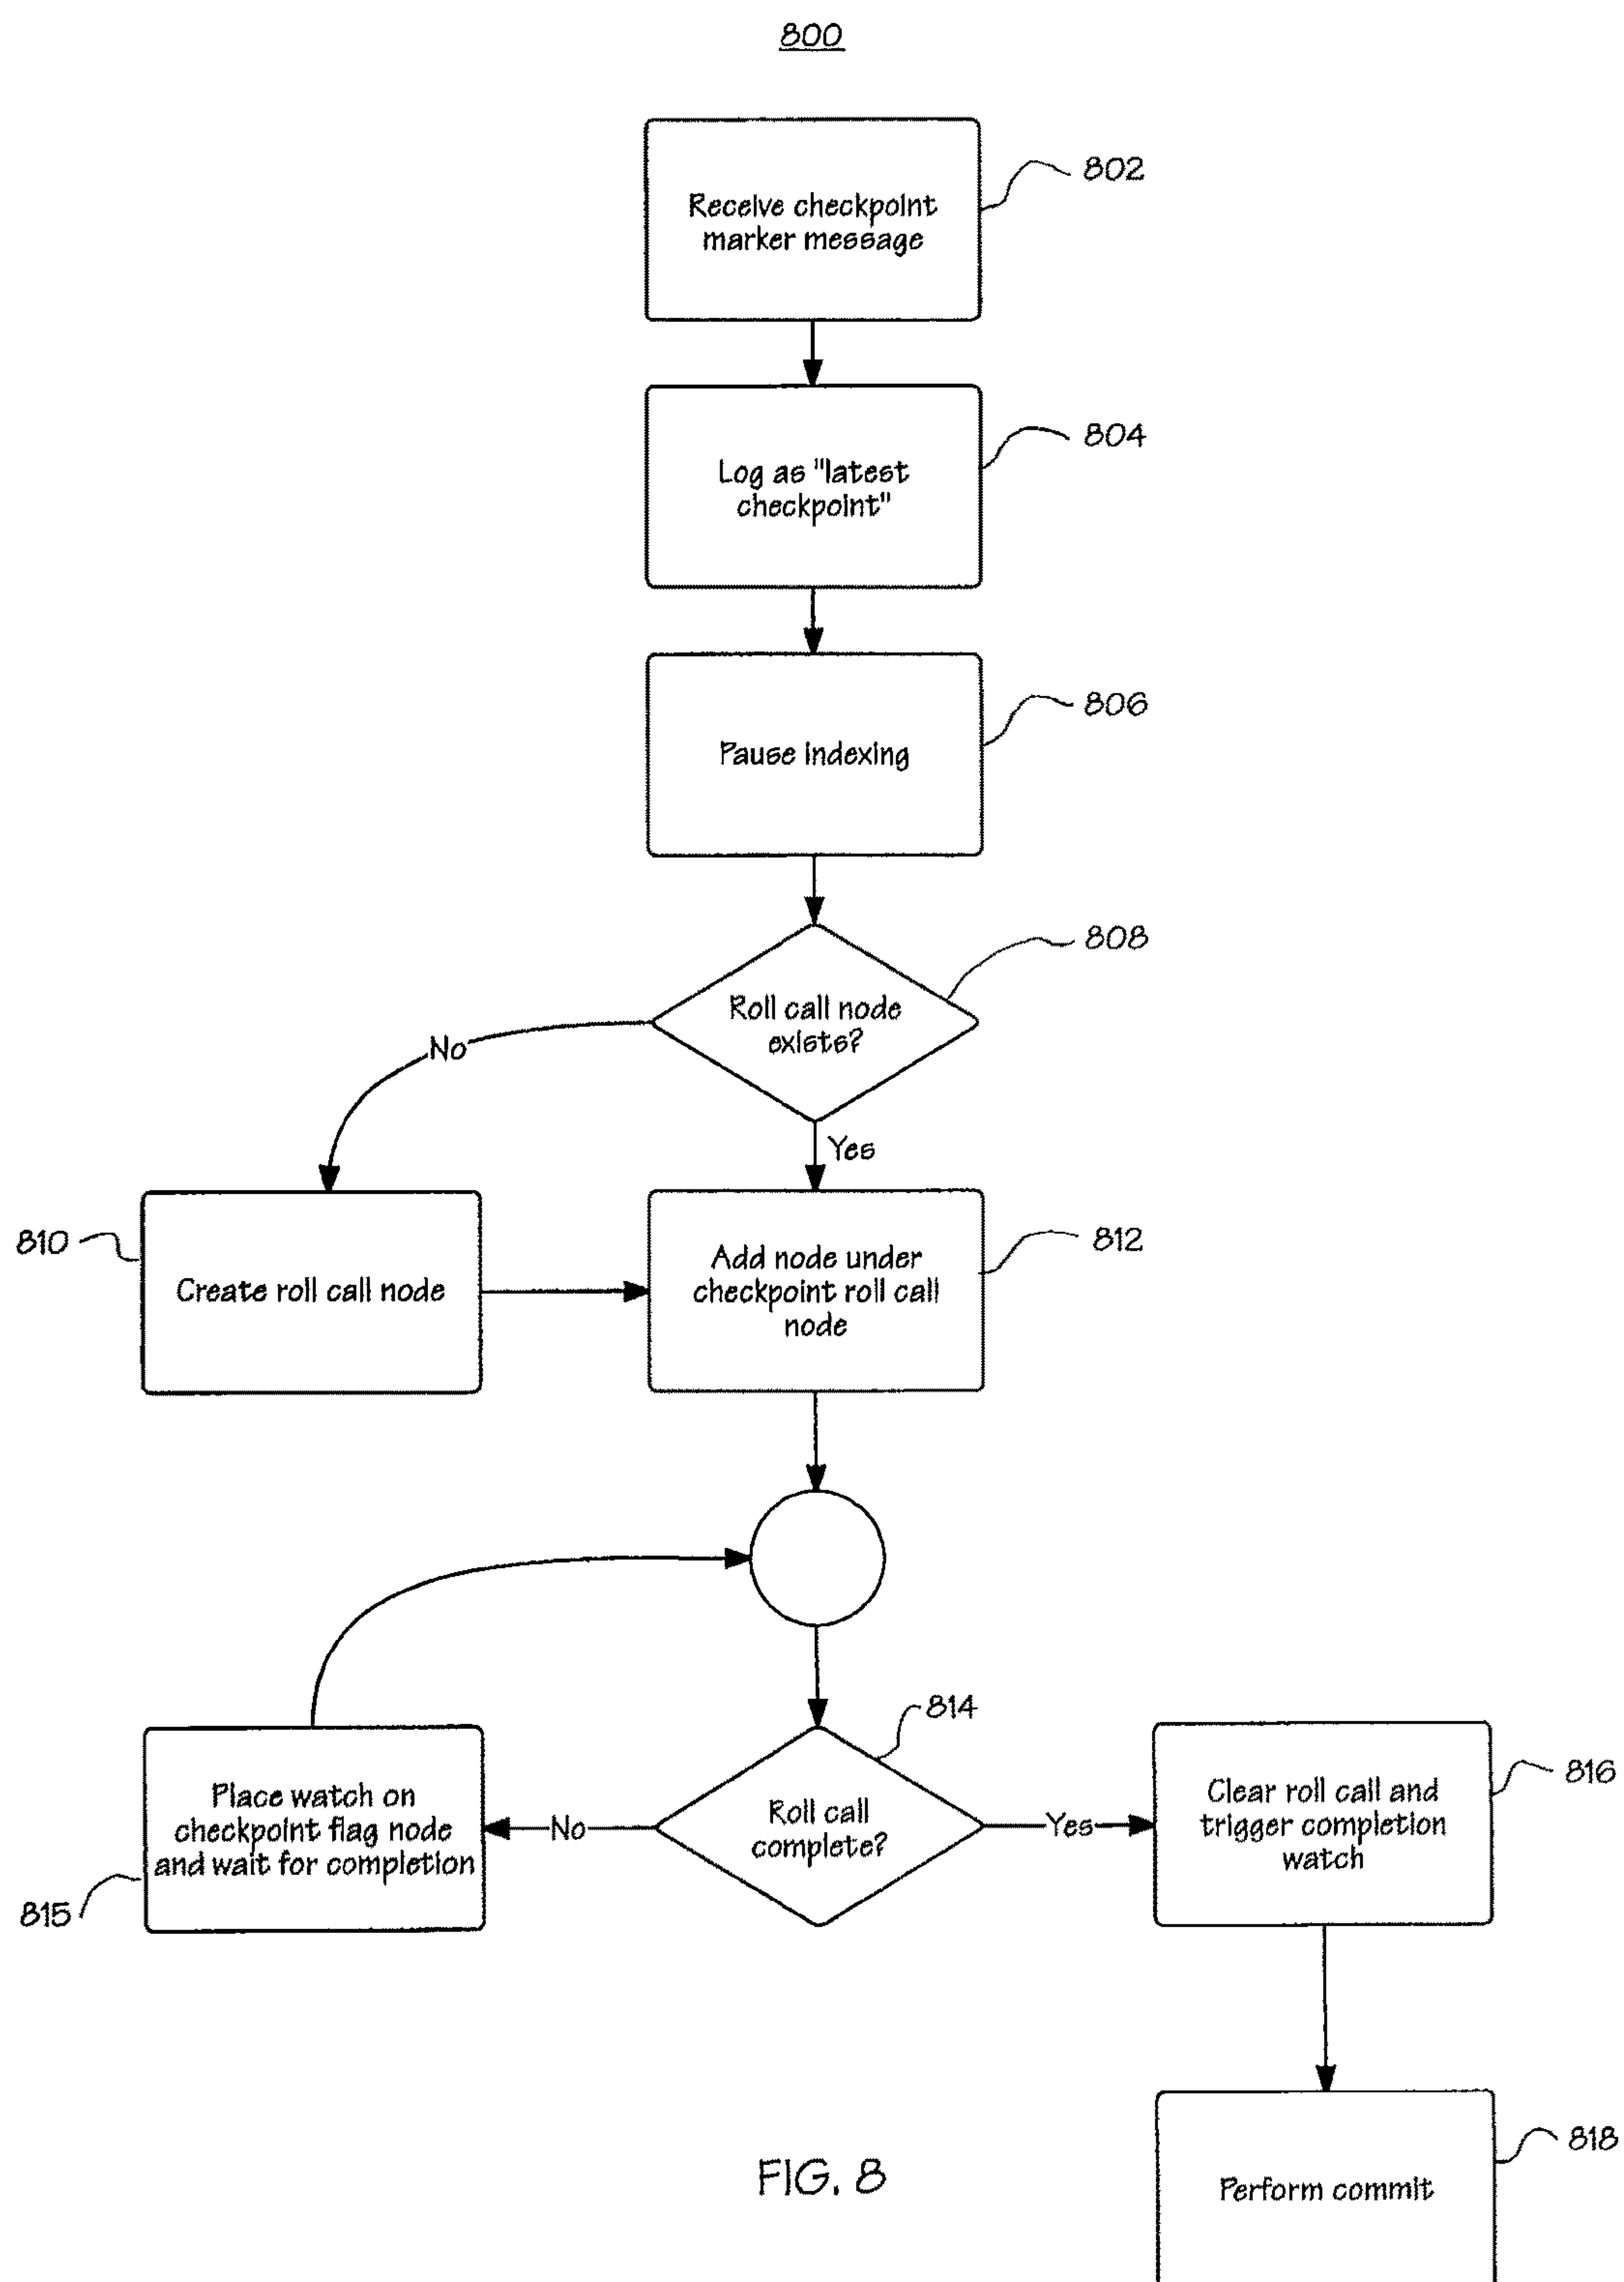 800
Receive checkpoint
marker message
802
Log as "latest
checkpoint"
804
Pause indexing
806
Roll call node
exists?
808
No
Yes
810
Create roll call node
Add node under
checkpoint roll call
node
812
814
Roll call
complete?
No
Yes
Place watch on
checkpoint flag node
and wait for completion
815
Clear roll call and
trigger completion
watch
816
Perform commit
818
FIG. 8